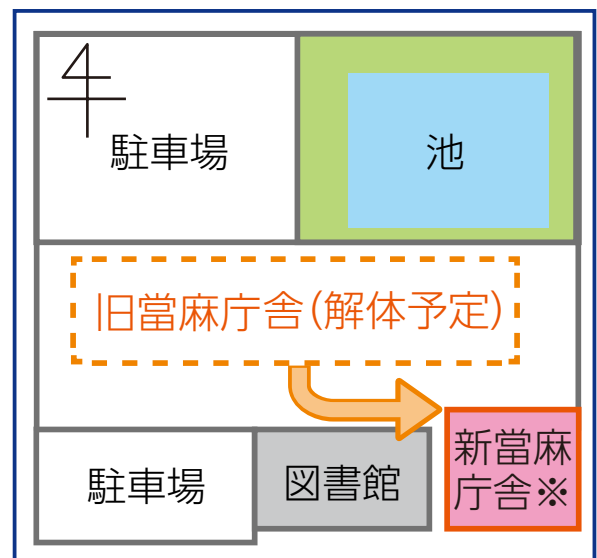 駐車場
池
旧當麻庁舎(解体予定)
駐車場
図書館
新當麻
庁舎※